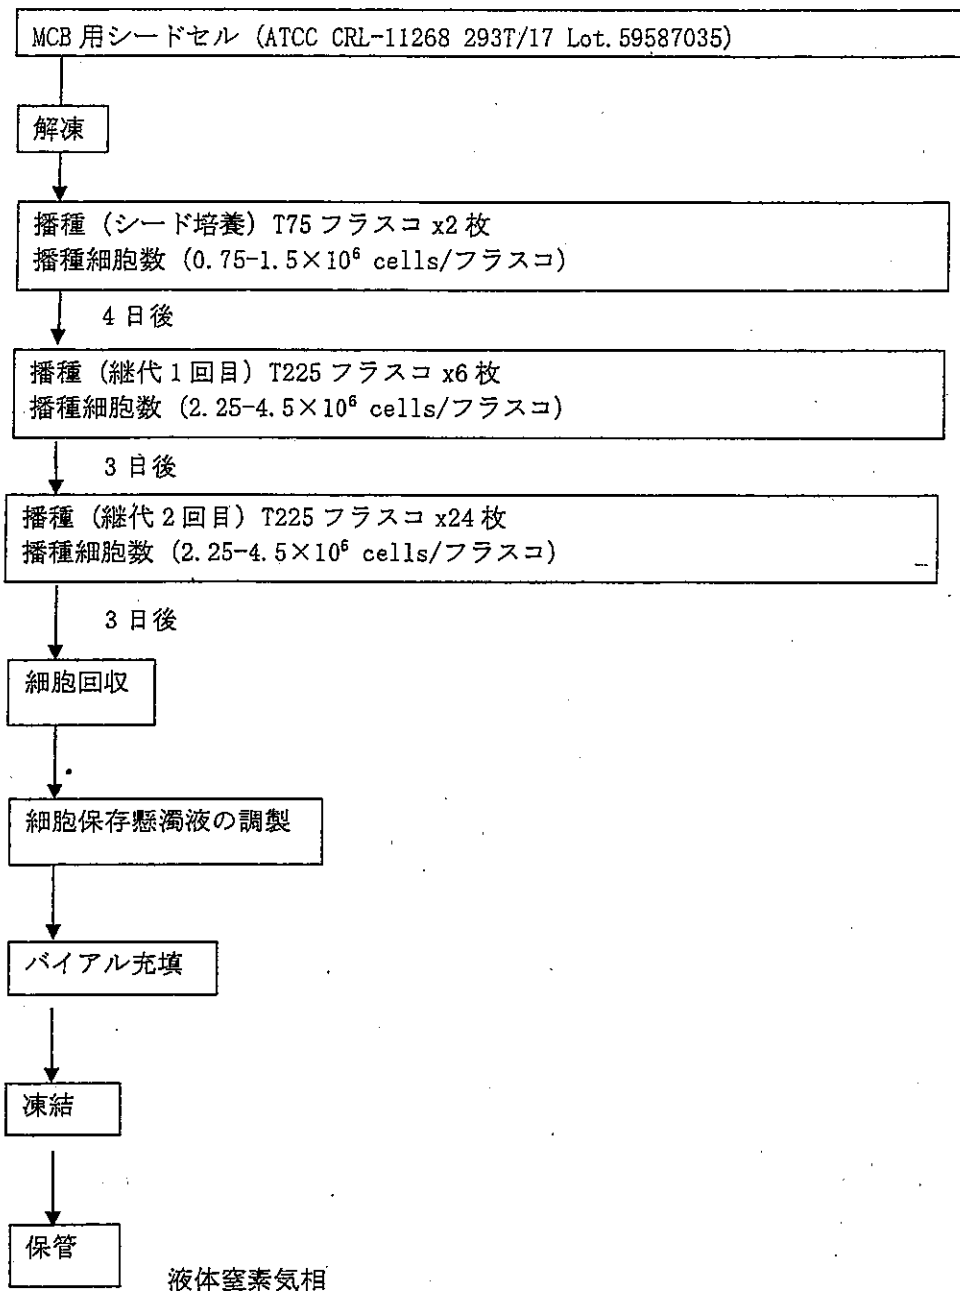 MCB 用シードセル (ATCC CRL-11268 293T/17 Lot.59587035)
解凍
播種（シード培養）T75 フラスコ x2 枚
播種細胞数 (0.75-1.5×10⁶ cells/フラスコ)
4 日後
播種（継代 1 回目）T225 フラスコ x6 枚
播種細胞数 (2.25-4.5×10⁶ cells/フラスコ)
3 日後
播種（継代 2 回目）T225 フラスコ x24 枚
播種細胞数 (2.25-4.5×10⁶ cells/フラスコ)
3 日後
細胞回収
細胞保存懸濁液の調製
バイアル充填
凍結
保管
液体窒素気相